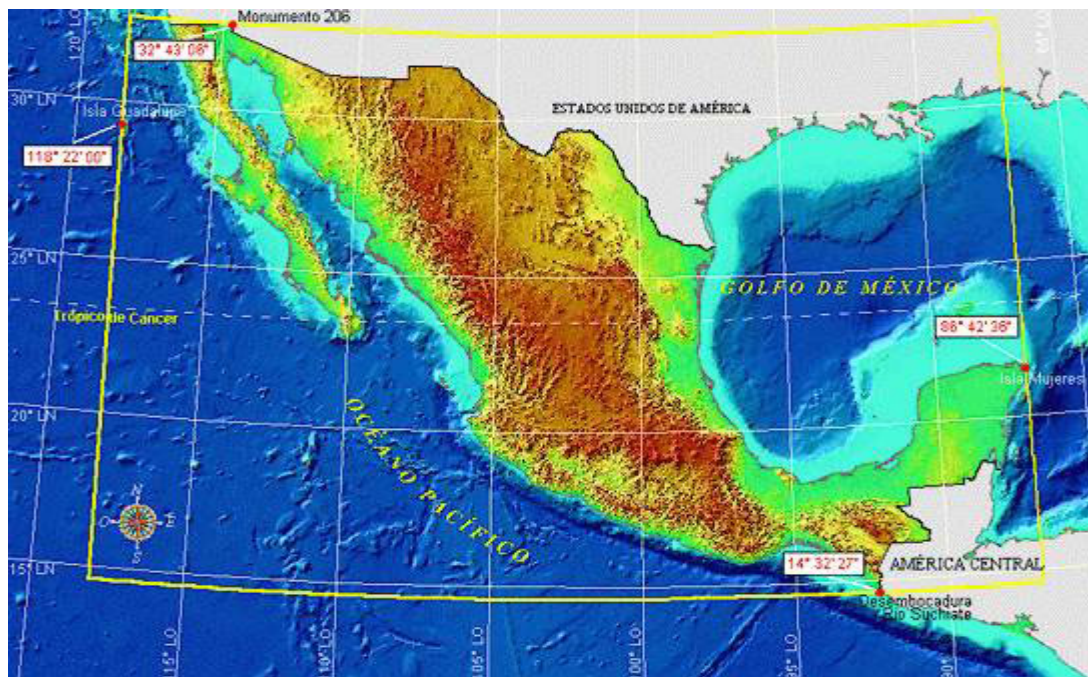 120° LO
Monumento 206
32° 43' 06"
30° LN
Isla Guadalupe
118° 22' 00"
ESTADOS UNIDOS DE AMÉRICA
25° LN
GOLFO DE MÉXICO
Trópico de Cáncer
86° 42' 36"
Isla Mujeres
20° LN
OCÉANO PACÍFICO
N
O
E
S
15° LN
14° 32' 27"
AMÉRICA CENTRAL
Desembocadura
Río Suchiate
115° LO
110° LO
105° LO
100° LO
95° LO
90° LO